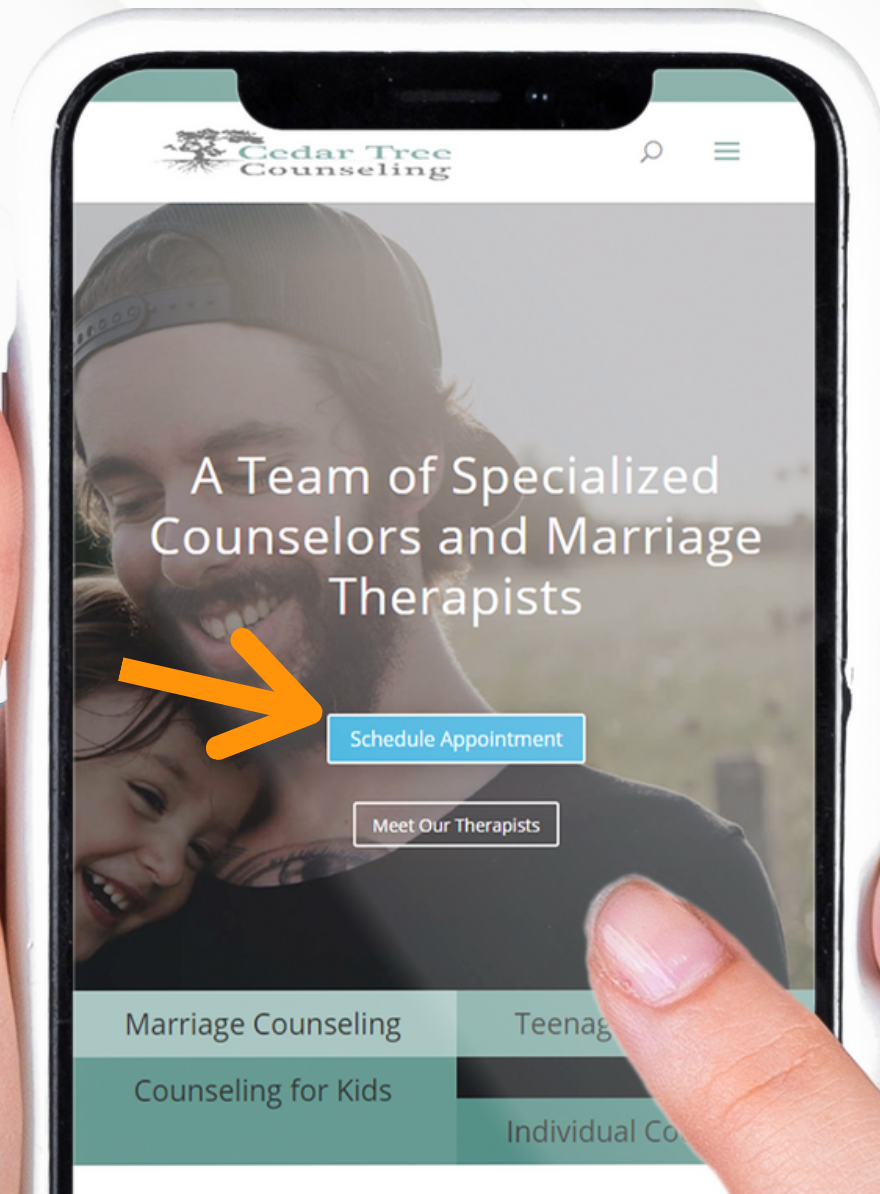 Cedar Tree
Counseling
A Team of Specialized
Counselors and Marriage
Therapists
Schedule Appointment
Meet Our Therapists
Marriage Counseling
Counseling for Kids
Individual